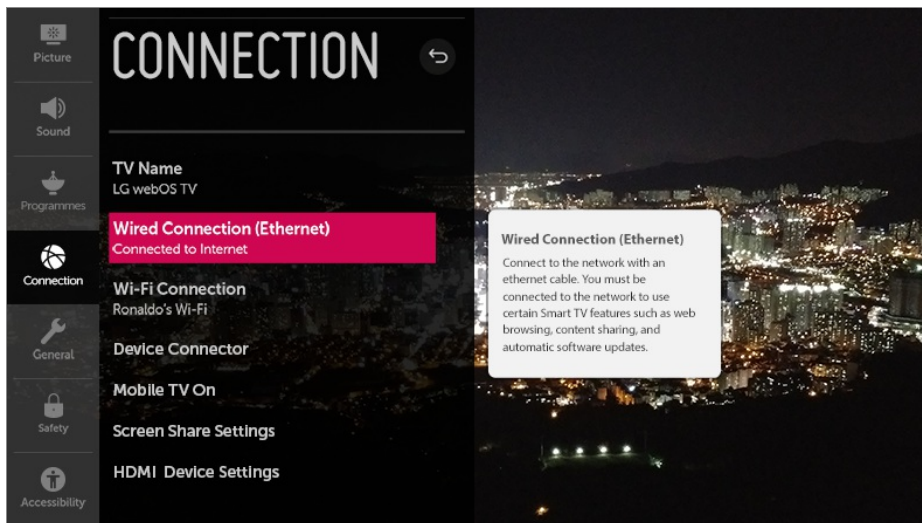 Picture
Sound
Programmes
Connection
General
Safety
Accessibility
CONNECTION
TV Name
LG webOS TV
Wired Connection (Ethernet)
Connected to Internet
Wi-Fi Connection
Ronaldo's Wi-Fi
Device Connector
Mobile TV On
Screen Share Settings
HDMI Device Settings
Wired Connection (Ethernet)
Connect to the network with an
ethernet cable. You must be
connected to the network to use
certain Smart TV features such as web
browsing, content sharing, and
automatic software updates.